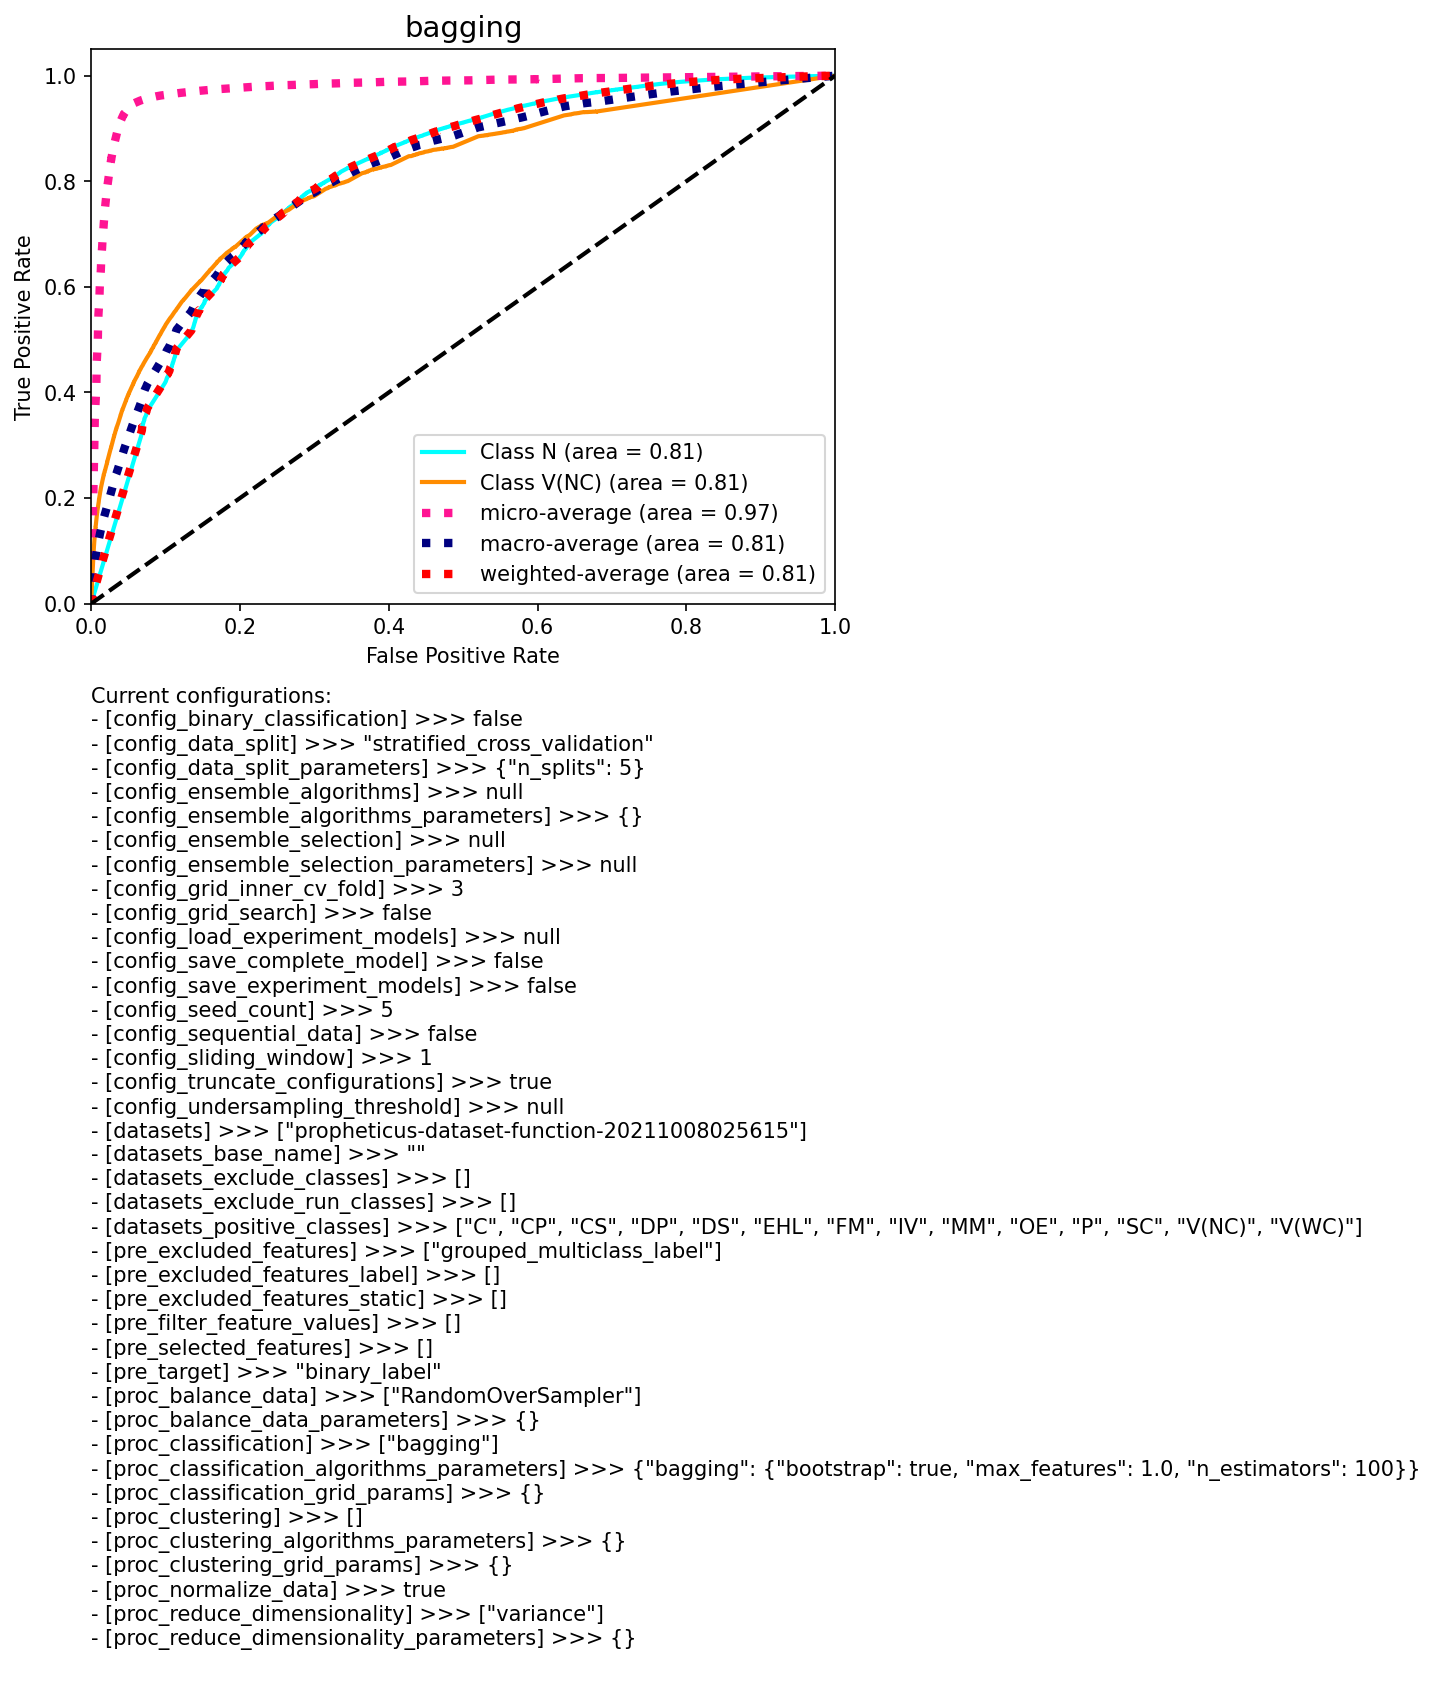 bagging
1.0
0.8
0.6
0.4
0.2
0.0
True Positive Rate
Class N (area = 0.81)
Class V(NC) (area = 0.81)
micro-average (area = 0.97)
macro-average (area = 0.81)
weighted-average (area = 0.81)
0.0 0.2 0.4 0.6 0.8 1.0
False Positive Rate
Current configurations:
- [config_binary_classification] >>> false
- [config_data_split] >>> "stratified_cross_validation"
- [config_data_split_parameters] >>> {"n_splits": 5}
- [config_ensemble_algorithms] >>> null
- [config_ensemble_algorithms_parameters] >>> {}
- [config_ensemble_selection] >>> null
- [config_ensemble_selection_parameters] >>> null
- [config_grid_inner_cv_fold] >>> 3
- [config_grid_search] >>> false
- [config_load_experiment_models] >>> null
- [config_save_complete_model] >>> false
- [config_save_experiment_models] >>> false
- [config_seed_count] >>> 5
- [config_sequential_data] >>> false
- [config_sliding_window] >>> 1
- [config_truncate_configurations] >>> true
- [config_undersampling_threshold] >>> null
- [datasets] >>> ["propheticus-dataset-function-20211008025615"]
- [datasets_base_name] >>> ""
- [datasets_exclude_classes] >>> []
- [datasets_exclude_run_classes] >>> []
- [datasets_positive_classes] >>> ["C", "CP", "CS", "DP", "DS", "EHL", "FM", "IV", "MM", "OE", "P", "SC", "V(NC)", "V(WC)"]
- [pre_excluded_features] >>> ["grouped_multiclass_label"]
- [pre_excluded_features_label] >>> []
- [pre_excluded_features_static] >>> []
- [pre_filter_feature_values] >>> []
- [pre_selected_features] >>> []
- [pre_target] >>> "binary_label"
- [proc_balance_data] >>> ["RandomOverSampler"]
- [proc_balance_data_parameters] >>> {}
- [proc_classification] >>> ["bagging"]
- [proc_classification_algorithms_parameters] >>> {"bagging": {"bootstrap": true, "max_features": 1.0, "n_estimators": 100}}
- [proc_classification_grid_params] >>> {}
- [proc_clustering] >>> []
- [proc_clustering_algorithms_parameters] >>> {}
- [proc_clustering_grid_params] >>> {}
- [proc_normalize_data] >>> true
- [proc_reduce_dimensionality] >>> ["variance"]
- [proc_reduce_dimensionality_parameters] >>> {}